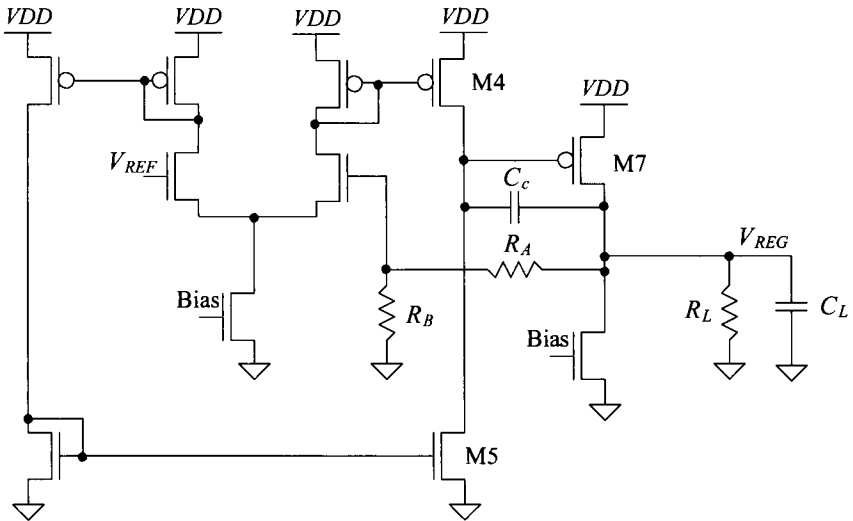 VDD
VDD
VDD
VDD
M4
VDD
M7
V_REF
C_c
R_A
V_REG
Bias
R_B
Bias
R_L
C_L
M5